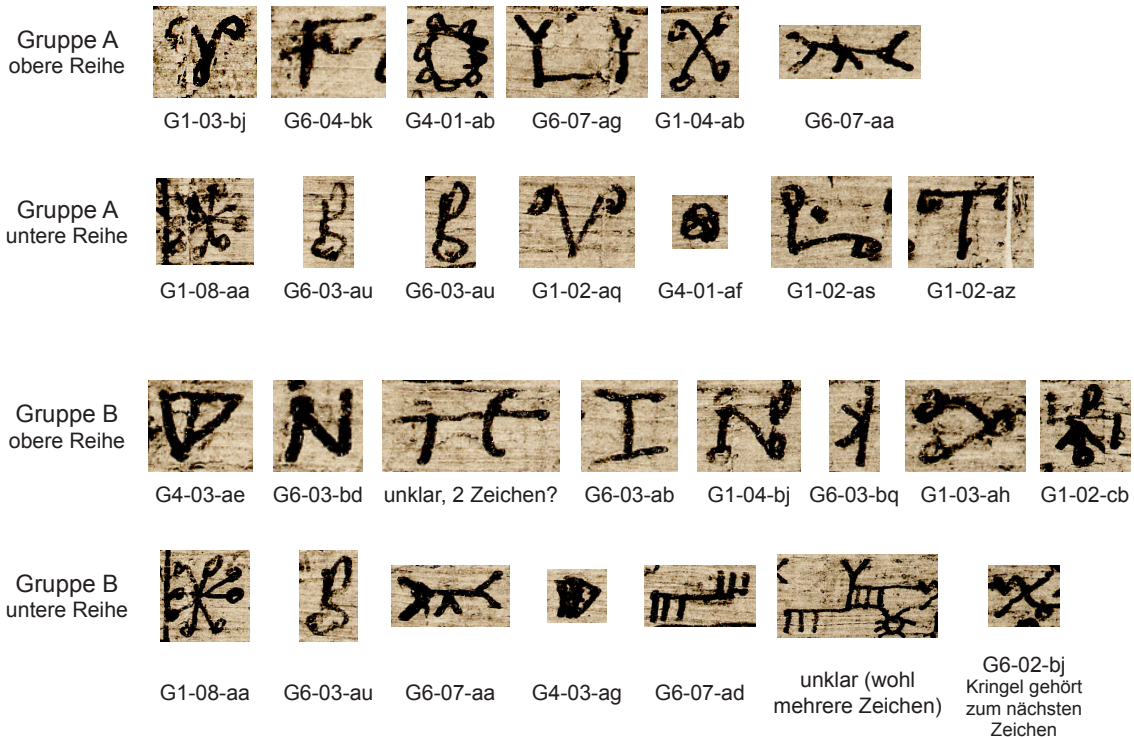 Gruppe A
obere Reihe
G1-03-bj G6-04-bk G4-01-ab G6-07-ag G1-04-ab G6-07-aa
Gruppe A
untere Reihe
G1-08-aa G6-03-au G6-03-au G1-02-aq G4-01-af G1-02-as G1-02-az
Gruppe B
obere Reihe
G4-03-ae G6-03-bd unklar, 2 Zeichen? G6-03-ab G1-04-bj G6-03-bq G1-03-ah G1-02-cb
Gruppe B
untere Reihe
G1-08-aa G6-03-au G6-07-aa G4-03-ag G6-07-ad
unklar (wohl
mehrere Zeichen)
G6-02-bj
Kringel gehört
zum nächsten
Zeichen